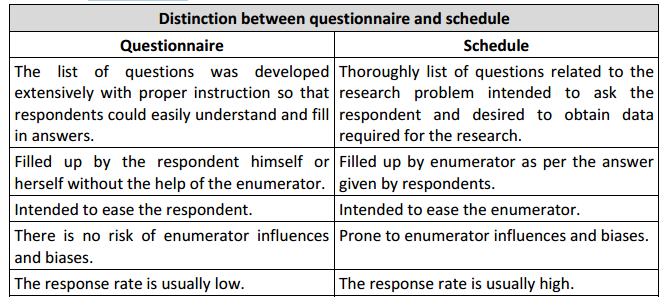 Distinction between questionnaire and schedule
Questionnaire
Schedule
The list of questions was developed
extensively with proper instruction so that
respondents could easily understand and fill
in answers.
Thoroughly list of questions related to the
research problem intended to ask the
respondent and desired to obtain data
required for the research.
Filled up by the respondent himself or
herself without the help of the enumerator.
Filled up by enumerator as per the answer
given by respondents.
Intended to ease the respondent.
Intended to ease the enumerator.
There is no risk of enumerator influences
and biases.
Prone to enumerator influences and biases.
The response rate is usually low.
The response rate is usually high.